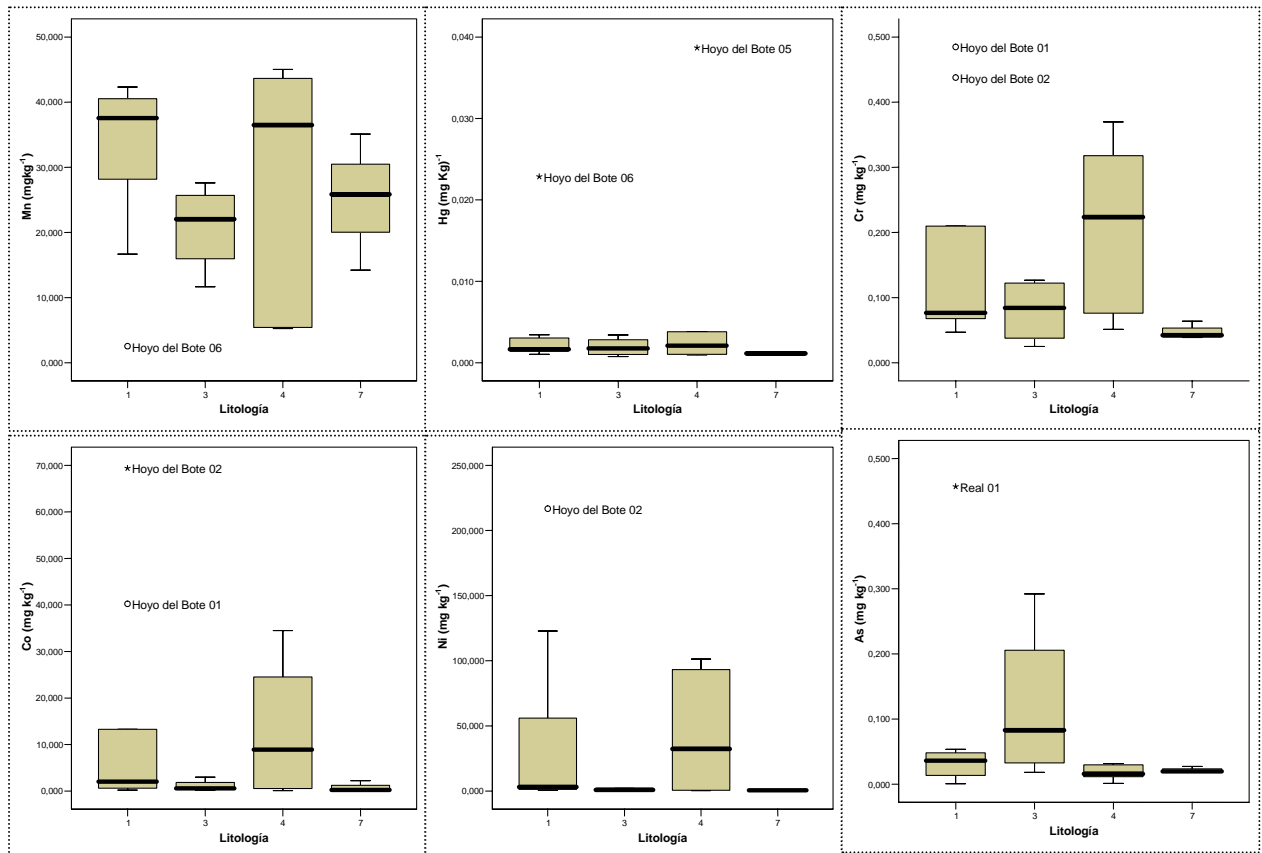 Mn (mgkg-1)
50,000
40,000
30,000
20,000
10,000
0,000
Hoyo del Bote 06
1 3 4 7
Litología
Hg (mg Kg)-1
0,040
0,030
0,020
0,010
0,000
*Hoyo del Bote 05
*Hoyo del Bote 06
1 3 4 7
Litología
Cr (mg kg-1)
0,500
0,400
0,300
0,200
0,100
0,000
Hoyo del Bote 01
Hoyo del Bote 02
1 3 4 7
Litología
Co (mg kg-1)
70,000
60,000
50,000
40,000
30,000
20,000
10,000
0,000
*Hoyo del Bote 02
Hoyo del Bote 01
1 3 4 7
Litología
Ni (mg kg-1)
250,000
200,000
150,000
100,000
50,000
0,000
Hoyo del Bote 02
1 3 4 7
Litología
As (mg kg-1)
0,500
0,400
0,300
0,200
0,100
0,000
*Real 01
1 3 4 7
Litología